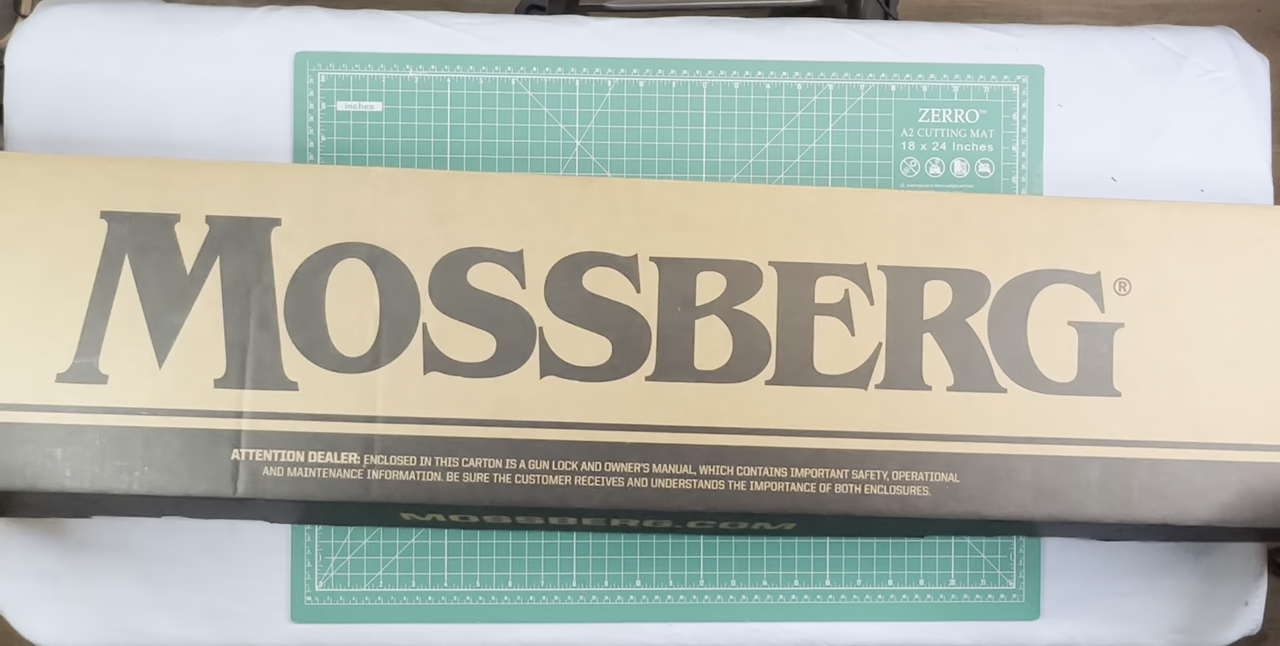 inches
ZERRO™
A2 CUTTING MAT
18 x 24 Inches
MOSSBERG®
ATTENTION DEALER: ENCLOSED IN THIS CARTON IS A GUN LOCK AND OWNER'S MANUAL, WHICH CONTAINS IMPORTANT SAFETY, OPERATIONAL
AND MAINTENANCE INFORMATION. BE SURE THE CUSTOMER RECEIVES AND UNDERSTANDS THE IMPORTANCE OF BOTH ENCLOSURES.
MOSSBERG.COM